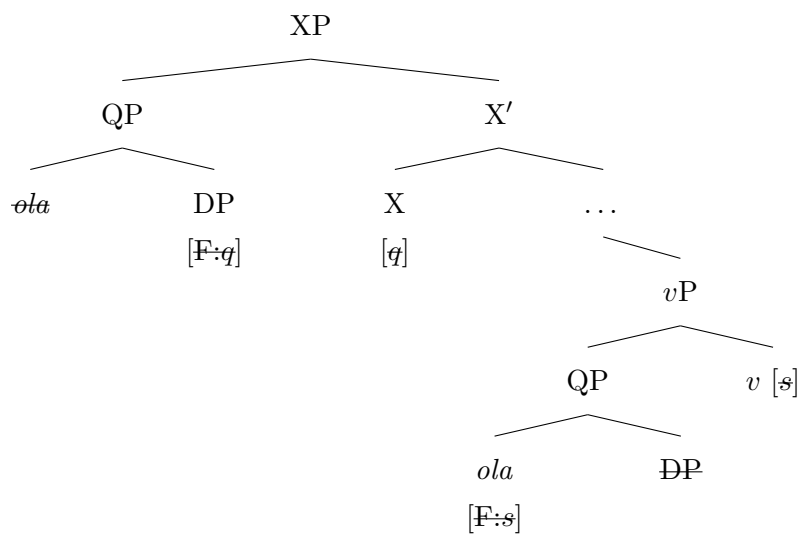 XP
QP X′
ola DP X ...
[F:q] [q]
vP
QP v [s]
ola DP
[F:s]